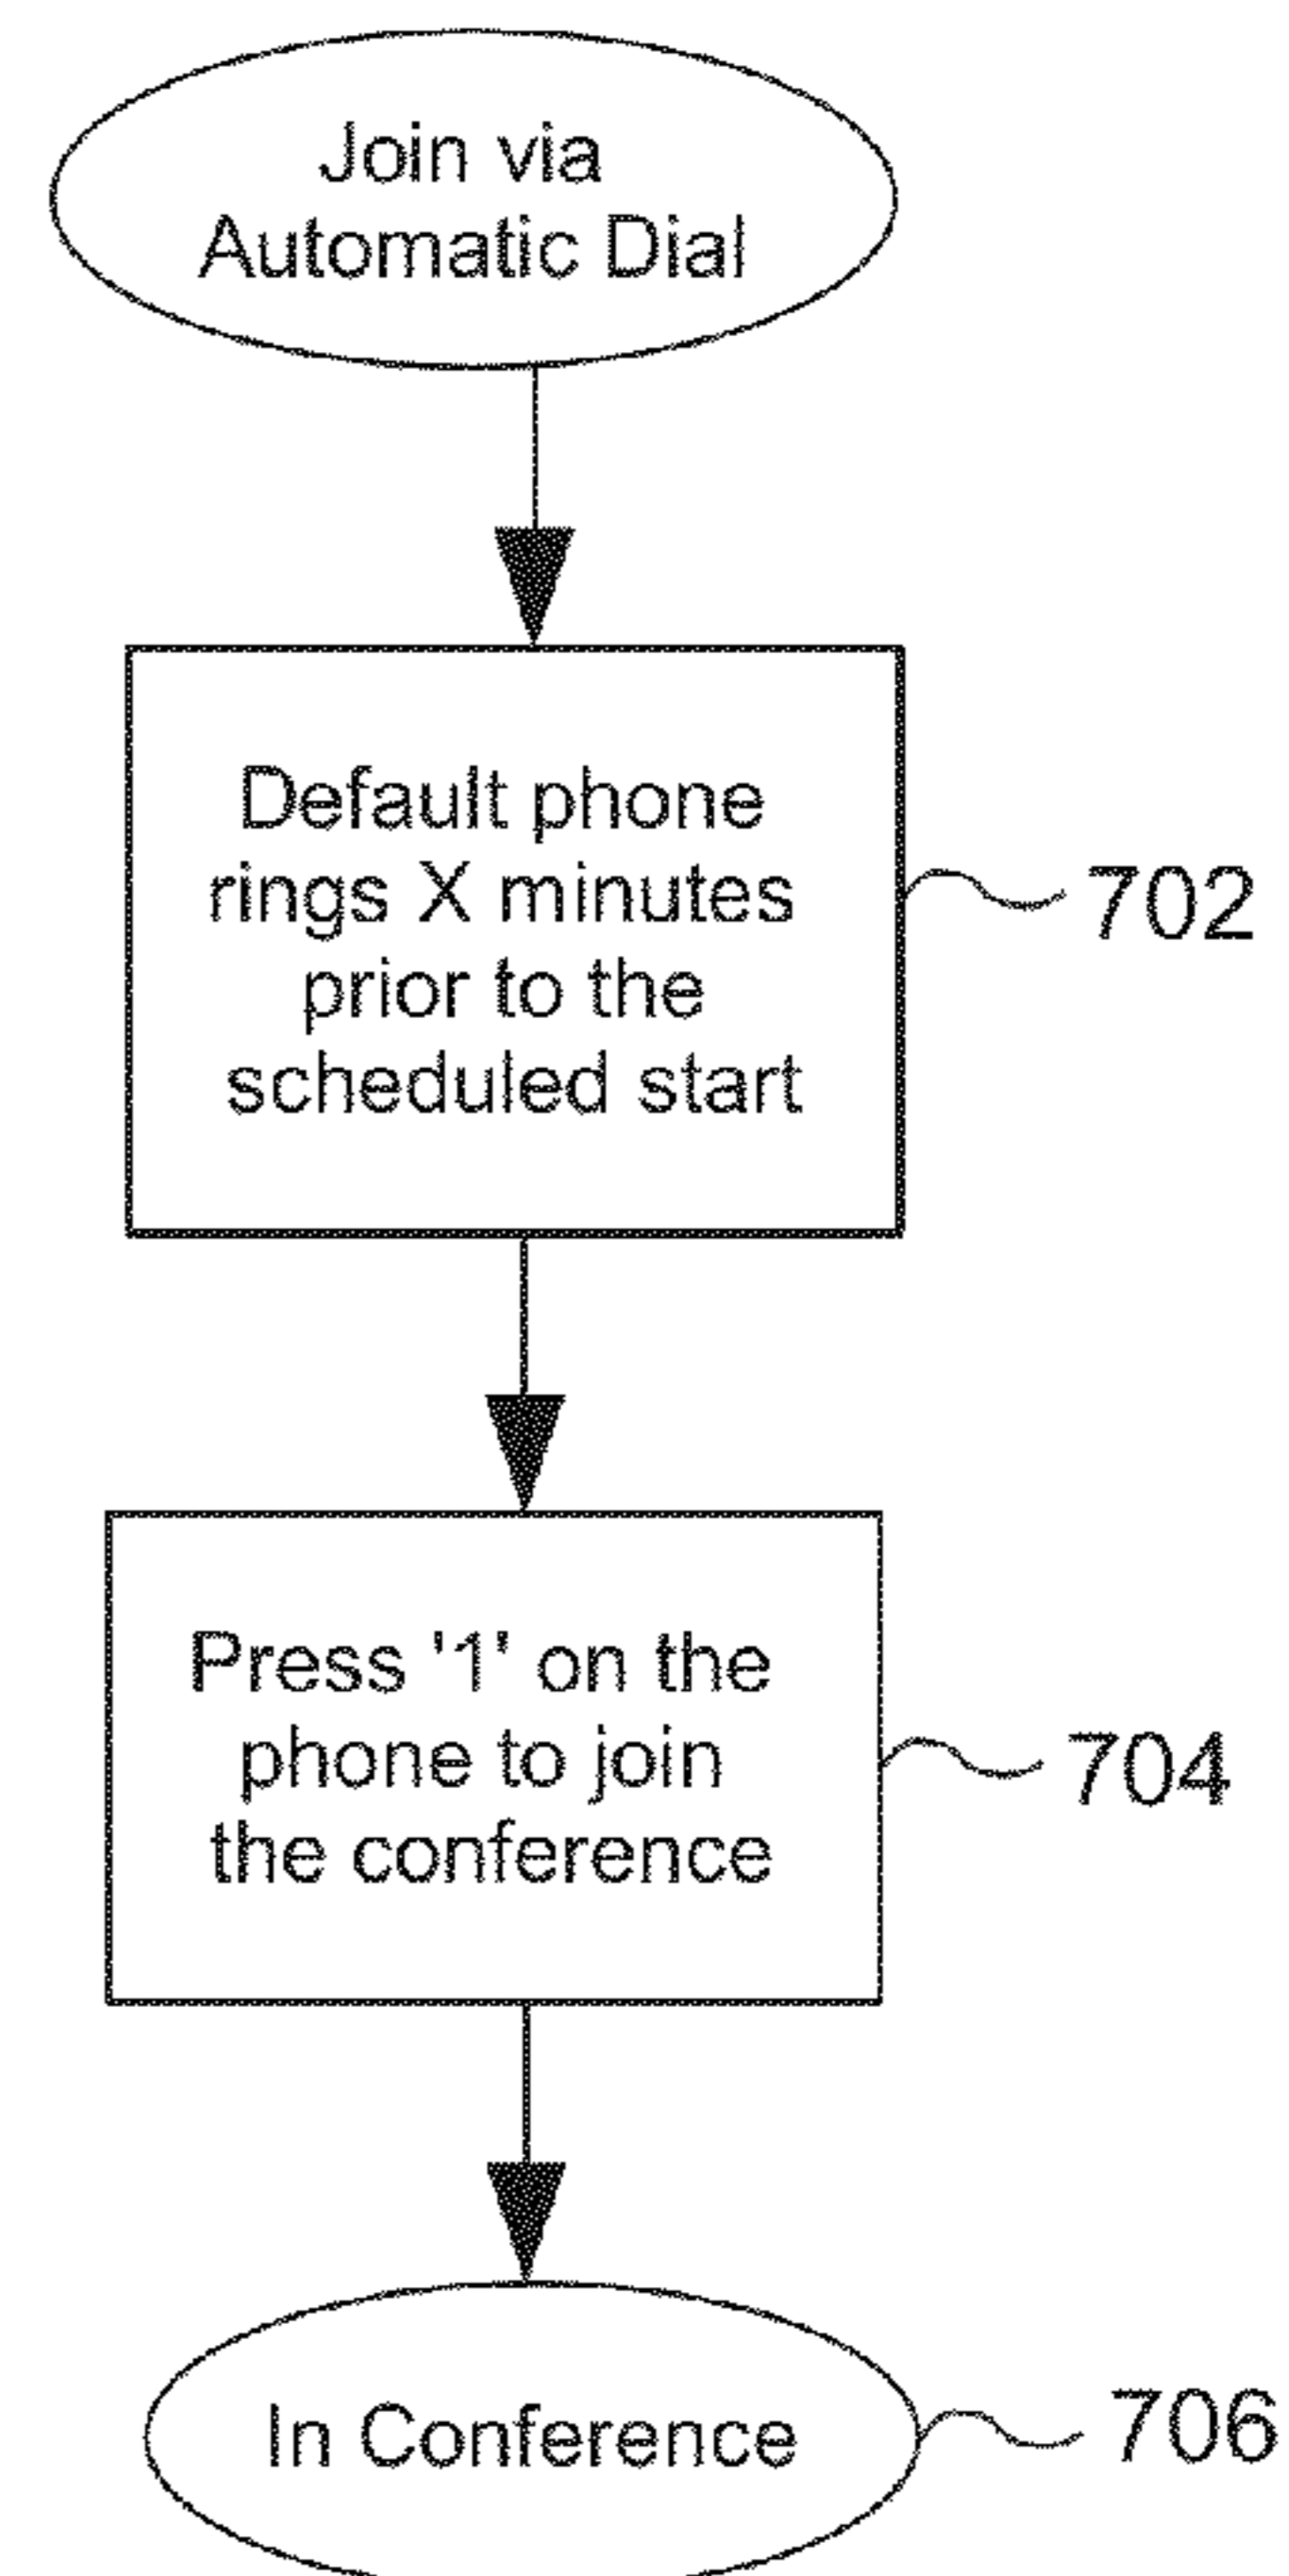 Join via
Automatic Dial
Default phone
rings X minutes
prior to the
scheduled start
702
Press '1' on the
phone to join
the conference
704
In Conference
706